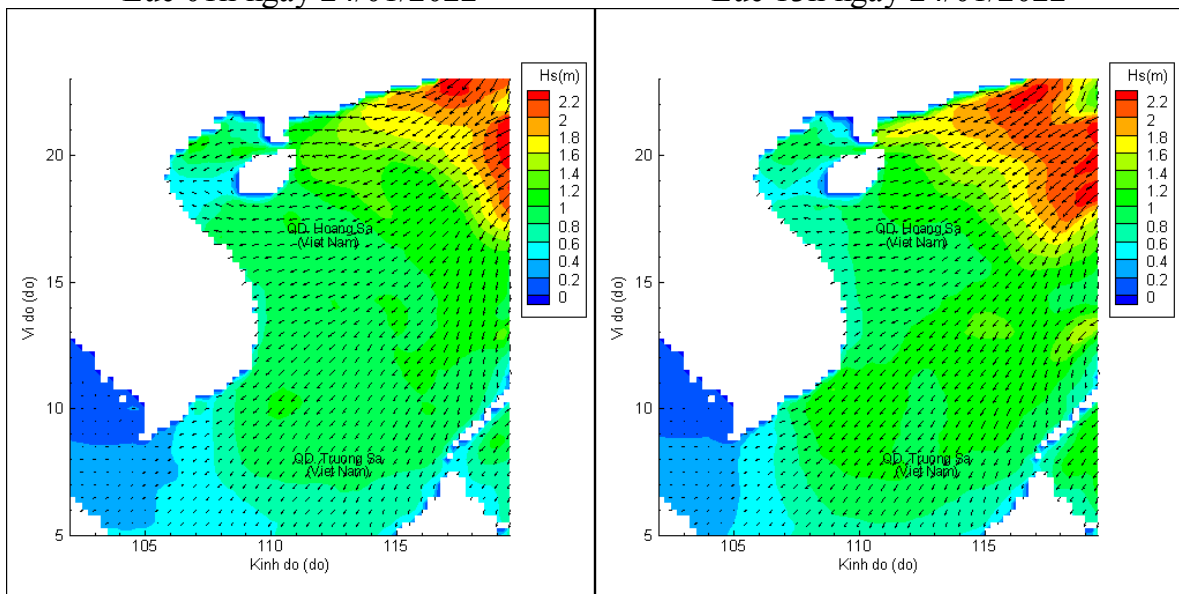 Lúc 01h ngày 24/01/2022
Lúc 13h ngày 24/01/2022
Hs(m)
2.2
2
1.8
1.6
1.4
1.2
1
0.8
0.6
0.4
0.2
0
QD. Hoang Sa
(Viet Nam)
QD. Truong Sa
(Viet Nam)
20
15
10
5
Vi do (do)
105
110
115
Kinh do (do)
Hs(m)
2.2
2
1.8
1.6
1.4
1.2
1
0.8
0.6
0.4
0.2
0
QD. Hoang Sa
(Viet Nam)
QD. Truong Sa
(Viet Nam)
20
15
10
5
Vi do (do)
105
110
115
Kinh do (do)